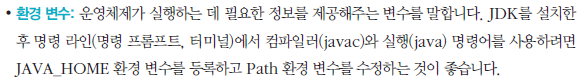 • 환경 변수: 운영체제가 실행하는 데 필요한 정보를 제공해주는 변수를 말합니다. JDK를 설치한
후 명령 라인(명령 프롬프트, 터미널)에서 컴파일러(javac)와 실행(java) 명령어를 사용하려면
JAVA_HOME 환경 변수를 등록하고 Path 환경 변수를 수정하는 것이 좋습니다.